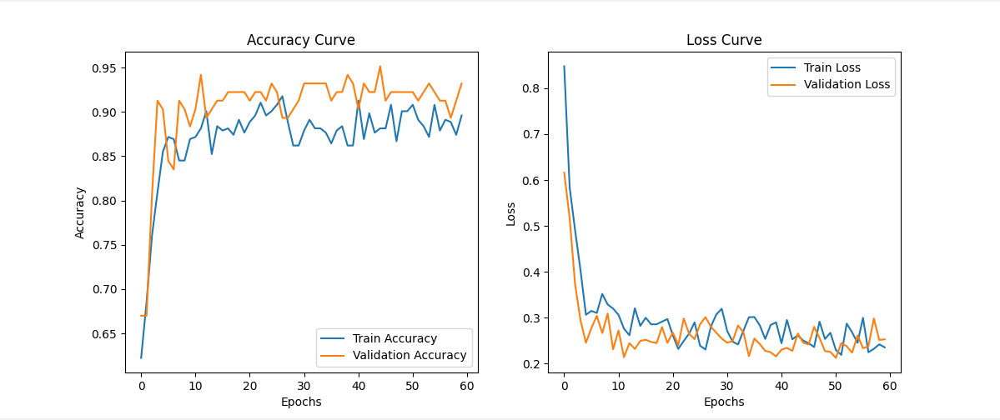 Accuracy Curve
Accuracy
0.95
0.90
0.85
0.80
0.75
0.70
0.65
0
10
20
30
40
50
60
Epochs
Train Accuracy
Validation Accuracy
Loss Curve
Loss
0.8
0.7
0.6
0.5
0.4
0.3
0.2
0
10
20
30
40
50
60
Epochs
Train Loss
Validation Loss